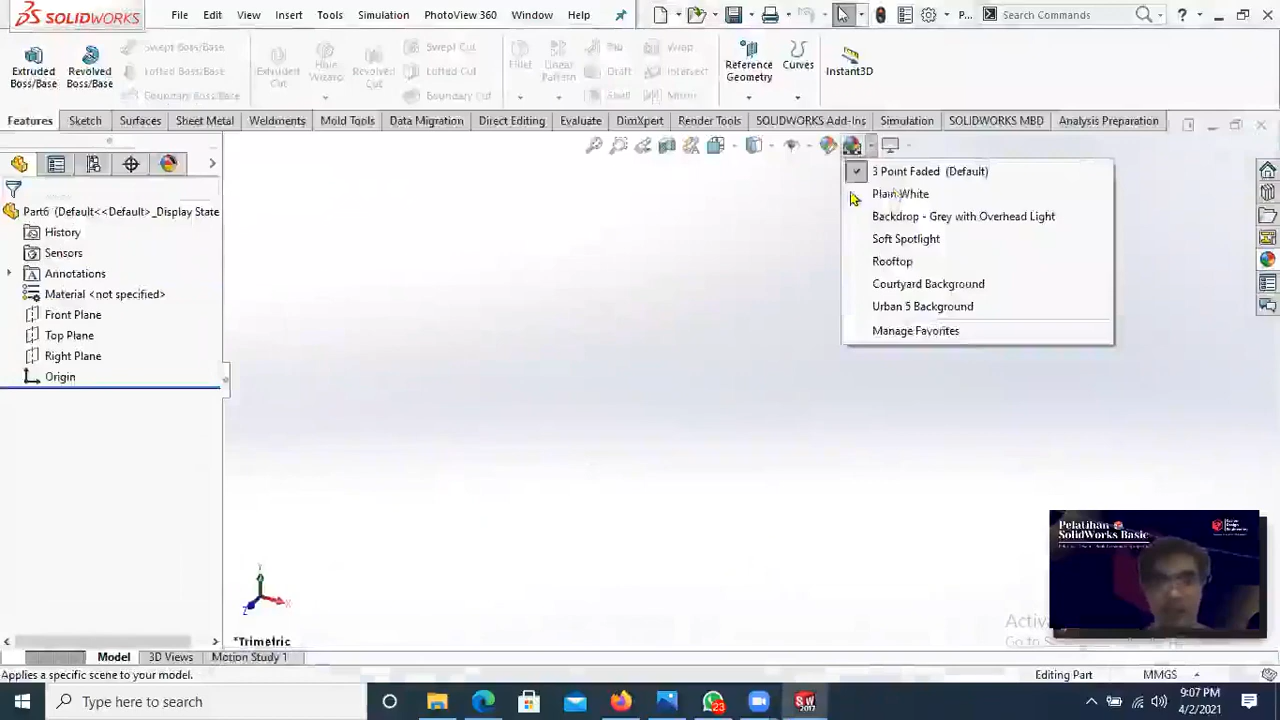 SOLIDWORKS File Edit View Insert Tools Simulation PhotoView 360 Window Help P... Search Commands ?
Extruded Boss/Base
Revolved Boss/Base
Swept Boss/Base
Lofted Boss/Base
Boundary Boss/Base
Extruded Cut
Hole Wizard
Revolved Cut
Swept Cut
Lofted Cut
Boundary Cut
Fillet
Linear Pattern
Rib
Draft
Shell
Wrap
Intersect
Mirror
Reference Geometry
Curves
Instant3D
Features Sketch Surfaces Sheet Metal Weldments Mold Tools Data Migration Direct Editing Evaluate DimXpert Render Tools SOLIDWORKS Add-Ins Simulation SOLIDWORKS MBD Analysis Preparation
Part6 (Default<<Default>_Display State
History
Sensors
Annotations
Material <not specified>
Front Plane
Top Plane
Right Plane
Origin
3 Point Faded (Default)
Plain White
Backdrop - Grey with Overhead Light
Soft Spotlight
Rooftop
Courtyard Background
Urban 5 Background
Manage Favorites
Pelatihan
SolidWorks Basic
Y
Z
X
*Trimetric
Activ
Go to S
Model 3D Views Motion Study 1
Applies a specific scene to your model. Editing Part MMGS
Type here to search
23
SW
2017
9:07 PM
4/2/2021